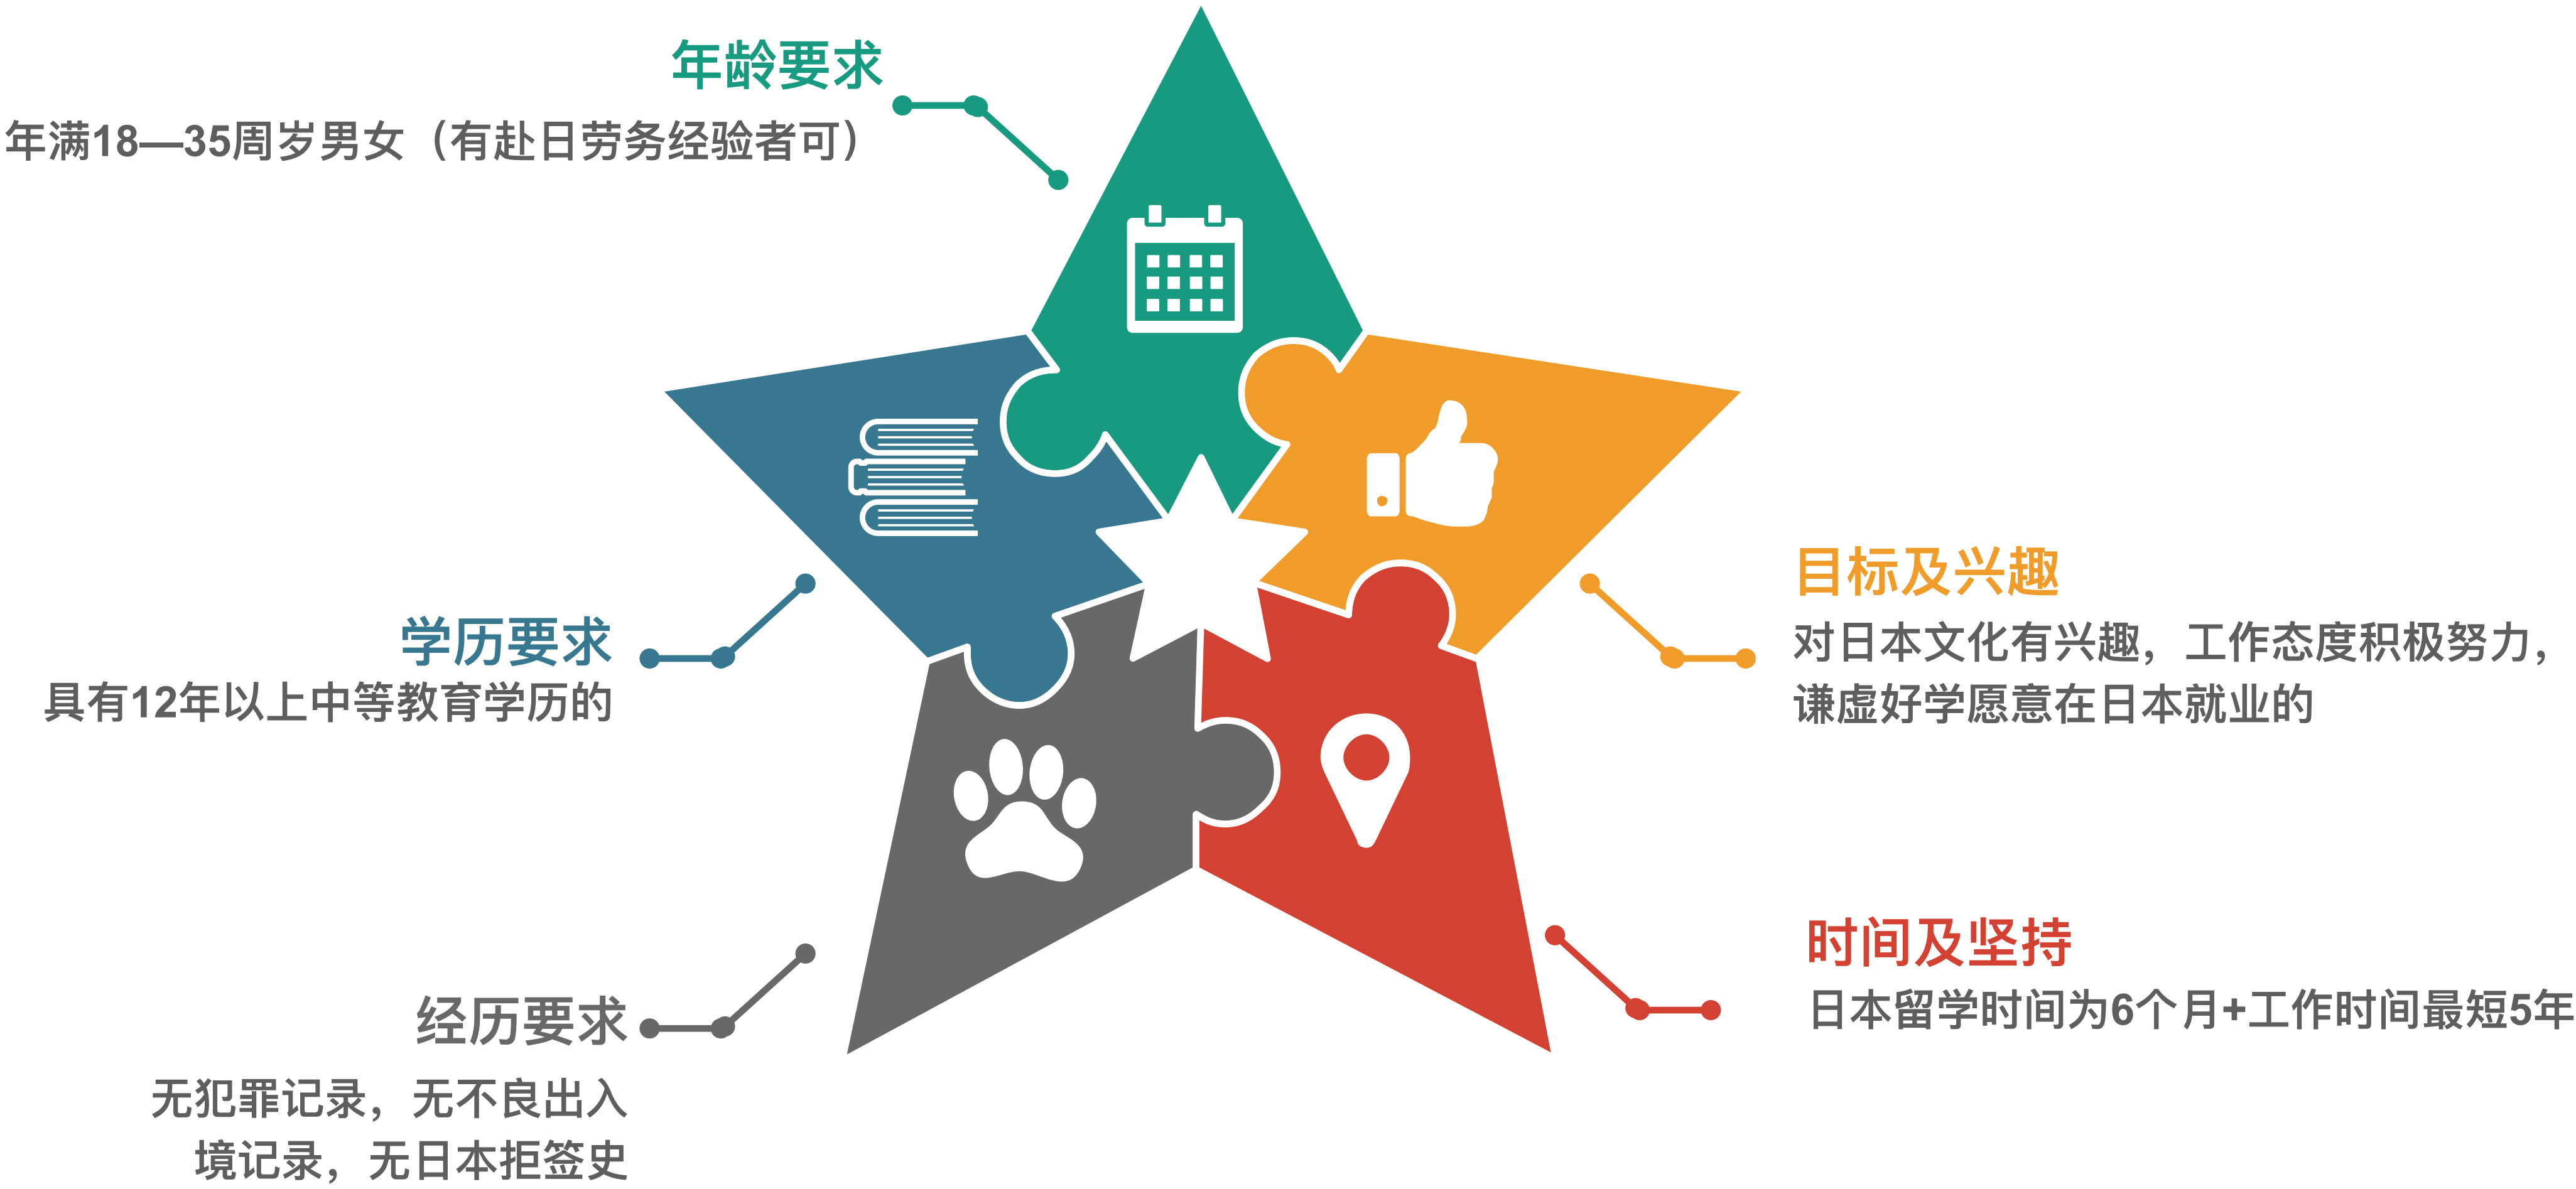 年龄要求
年满18—35周岁男女（有赴日劳务经验者可）
学历要求
具有12年以上中等教育学历的
经历要求
无犯罪记录，无不良出入
境记录，无日本拒签史
目标及兴趣
对日本文化有兴趣，工作态度积极努力，
谦虚好学愿意在日本就业的
时间及坚持
日本留学时间为6个月+工作时间最短5年